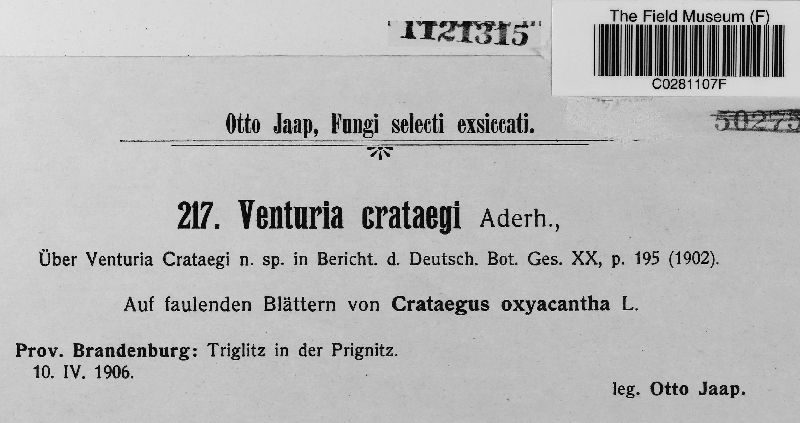 1121315
The Field Museum (F)
C0281107F
50275
Otto Jaap, Fungi selecti exsiccati.
217. Venturia crataegi Aderh.,
Über Venturia Crataegi n. sp. in Bericht. d. Deutsch. Bot. Ges. XX, p. 195 (1902).
Auf faulenden Blättern von Crataegus oxyacantha L.
Prov. Brandenburg: Triglitz in der Prignitz.
10. IV. 1906.
leg. Otto Jaap.